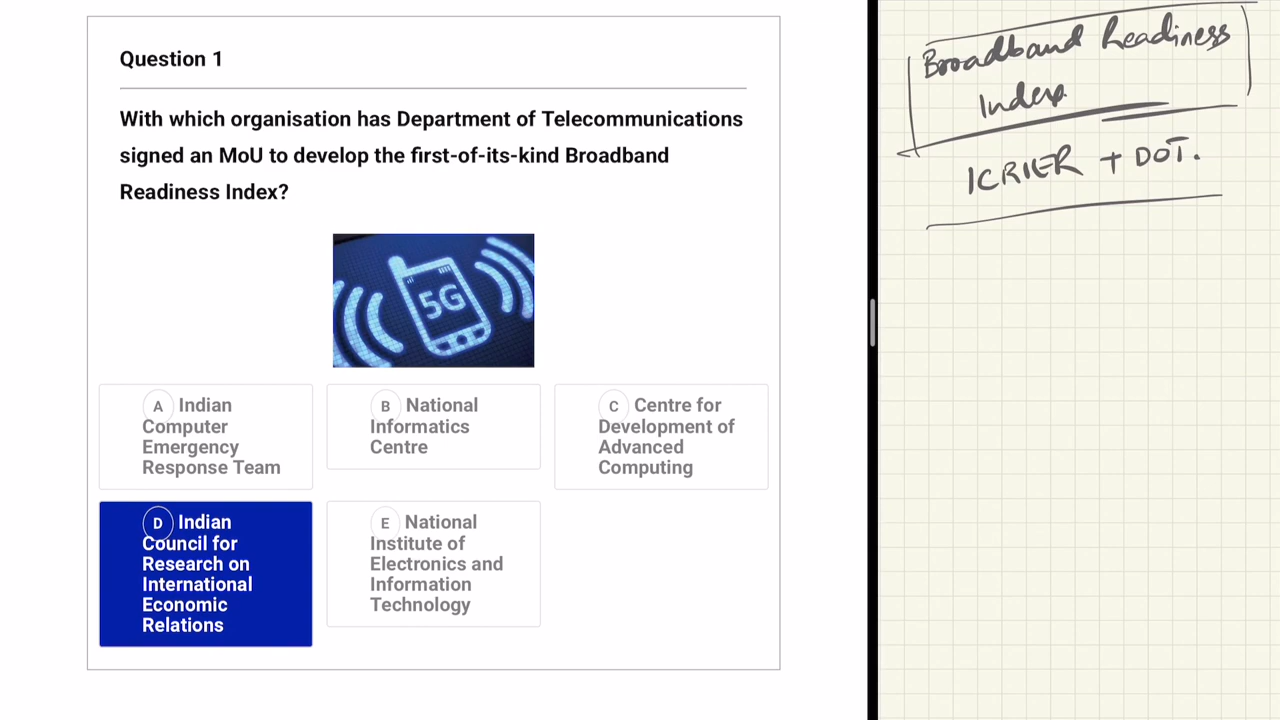 Question 1
With which organisation has Department of Telecommunications
signed an MoU to develop the first-of-its-kind Broadband
Readiness Index?
5G
A Indian
Computer
Emergency
Response Team
B National
Informatics
Centre
C Centre for
Development of
Advanced
Computing
D Indian
Council for
Research on
International
Economic
Relations
E National
Institute of
Electronics and
Information
Technology
Broadband Readiness
Index
ICRIER + DOT.